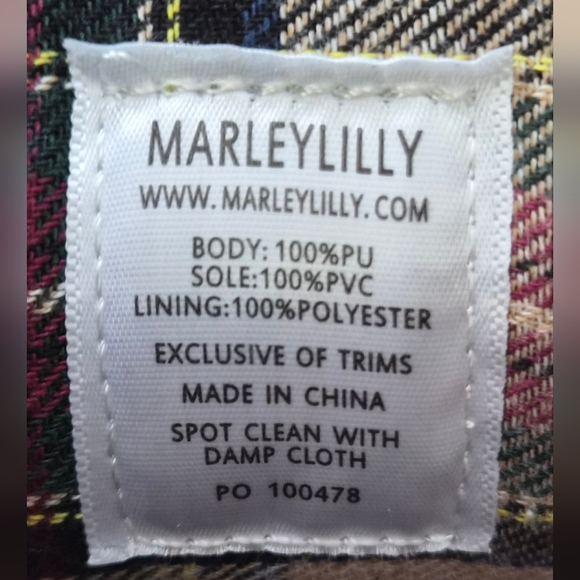 MARLEYLILLY
WWW.MARLEYLILLY.COM
BODY: 100%PU
SOLE:100%PVC
LINING:100%POLYESTER
EXCLUSIVE OF TRIMS
MADE IN CHINA
SPOT CLEAN WITH
DAMP CLOTH
PO 100478